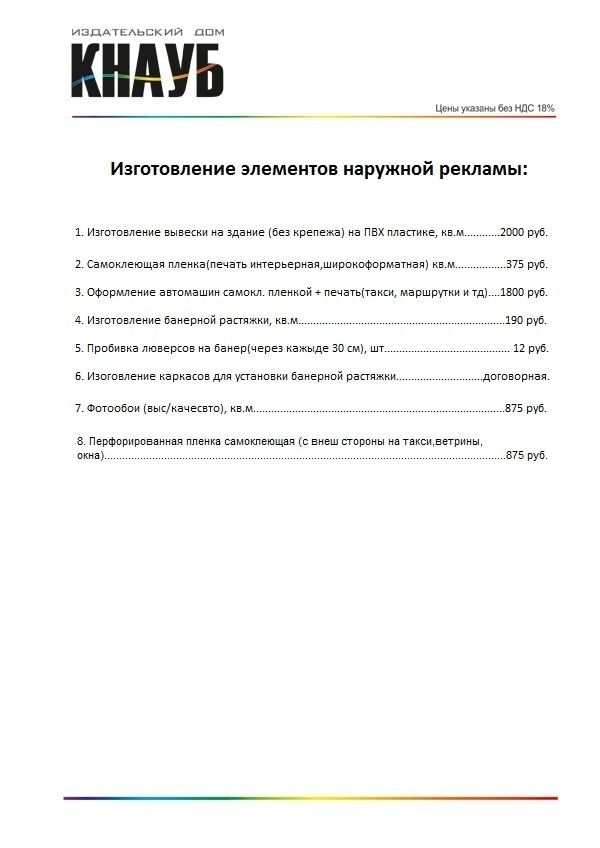 ИЗДАТЕЛЬСКИЙ ДОМ
КНАУБ
Цены указаны без НДС 18%
Изготовление элементов наружной рекламы:
1. Изготовление вывески на здание (без крепежа) на ПВХ пластике, кв.м............2000 руб.
2. Самоклеющая пленка(печать интерьерная,широкоформатная) кв.м.................375 руб.
3. Оформление автомашин самокл. пленкой + печать(такси, маршрутки и тд)....1800 руб.
4. Изготовление банерной растяжки, кв.м.....................................................................190 руб.
5. Пробивка люверсов на банер(через кажыде 30 см), шт.......................................... 12 руб.
6. Изоговление каркасов для установки банерной растяжки.............................договорная.
7. Фотообои (выс/качесвто), кв.м....................................................................................875 руб.
8. Перфорированная пленка самоклеющая (с внеш стороны на такси,ветрины,
окна).....................................................................................................................................875 руб.